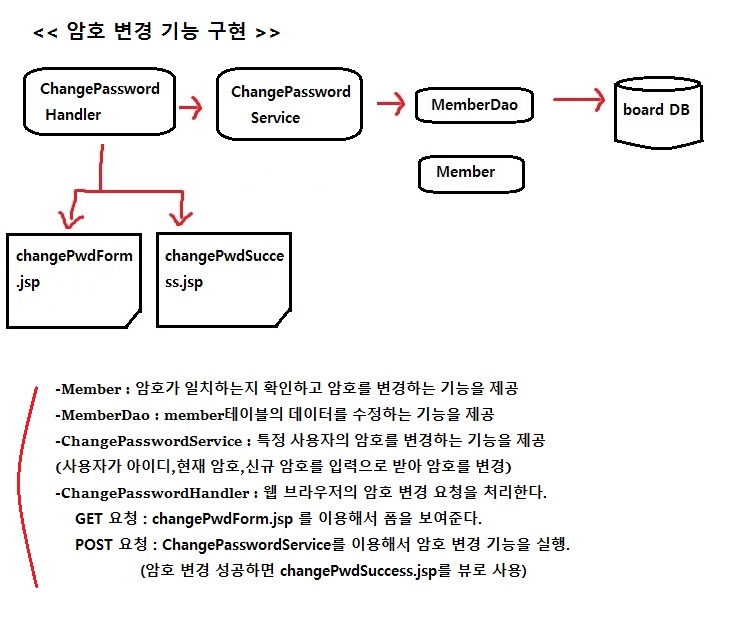 << 암호 변경 기능 구현 >>
ChangePassword
Handler
ChangePassword
Service
MemberDao
board DB
Member
changePwdForm
.jsp
changePwdSucce
ss.jsp
-Member : 암호가 일치하는지 확인하고 암호를 변경하는 기능을 제공
-MemberDao : member테이블의 데이터를 수정하는 기능을 제공
-ChangePasswordService : 특정 사용자의 암호를 변경하는 기능을 제공
(사용자가 아이디,현재 암호,신규 암호를 입력으로 받아 암호를 변경)
-ChangePasswordHandler : 웹 브라우저의 암호 변경 요청을 처리한다.
GET 요청 : changePwdForm.jsp 를 이용해서 폼을 보여준다.
POST 요청 : ChangePasswordService를 이용해서 암호 변경 기능을 실행.
(암호 변경 성공하면 changePwdSuccess.jsp를 뷰로 사용)